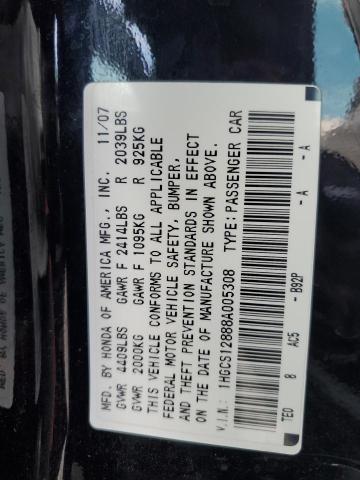 MFD. BY HONDA OF AMERICA MFG., INC. 11/07
GVWR 4409LBS GAWR F 2414LBS R 2039LBS
GVWR 2000KG GAWR F 1095KG R 925KG
THIS VEHICLE CONFORMS TO ALL APPLICABLE
FEDERAL MOTOR VEHICLE SAFETY, BUMPER,
AND THEFT PREVENTION STANDARDS IN EFFECT
ON THE DATE OF MANUFACTURE SHOWN ABOVE.
V.I.N.: 1HGCS12888A005308 TYPE: PASSENGER CAR
TE0 8 AC5 - B92P